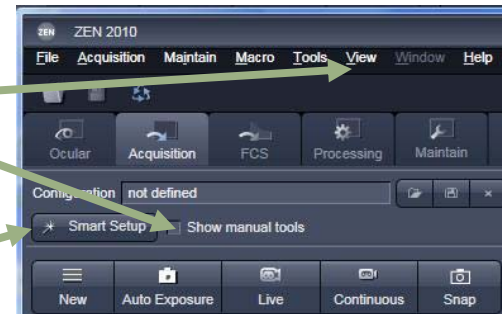 ZEN ZEN 2010
File Acquisition Maintain Macro Tools View Window Help
Ocular Acquisition FCS Processing Maintain
Configuration not defined
Smart Setup Show manual tools
New Auto Exposure Live Continuous Snap